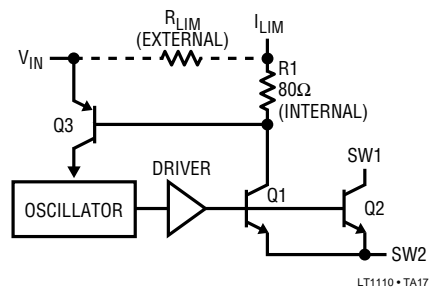 R_LIM
(EXTERNAL)
I_LIM
V_IN
R1
80Ω
(INTERNAL)
Q3
DRIVER
SW1
OSCILLATOR
Q1
Q2
SW2
LT1110 • TA17